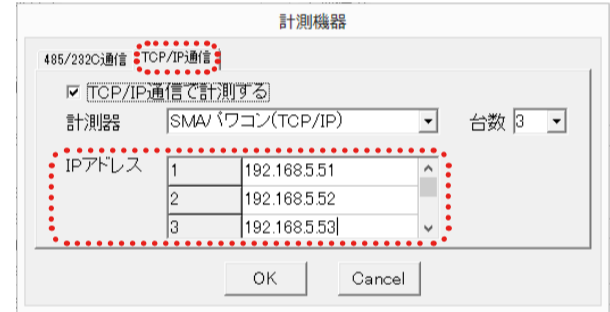 計測機器
485/232C通信 TCP/IP通信
TCP/IP通信で計測する
計測器 SMAパワコン(TCP/IP) 台数 3
IPアドレス 1 192.168.5.51
2 192.168.5.52
3 192.168.5.53
OK Cancel